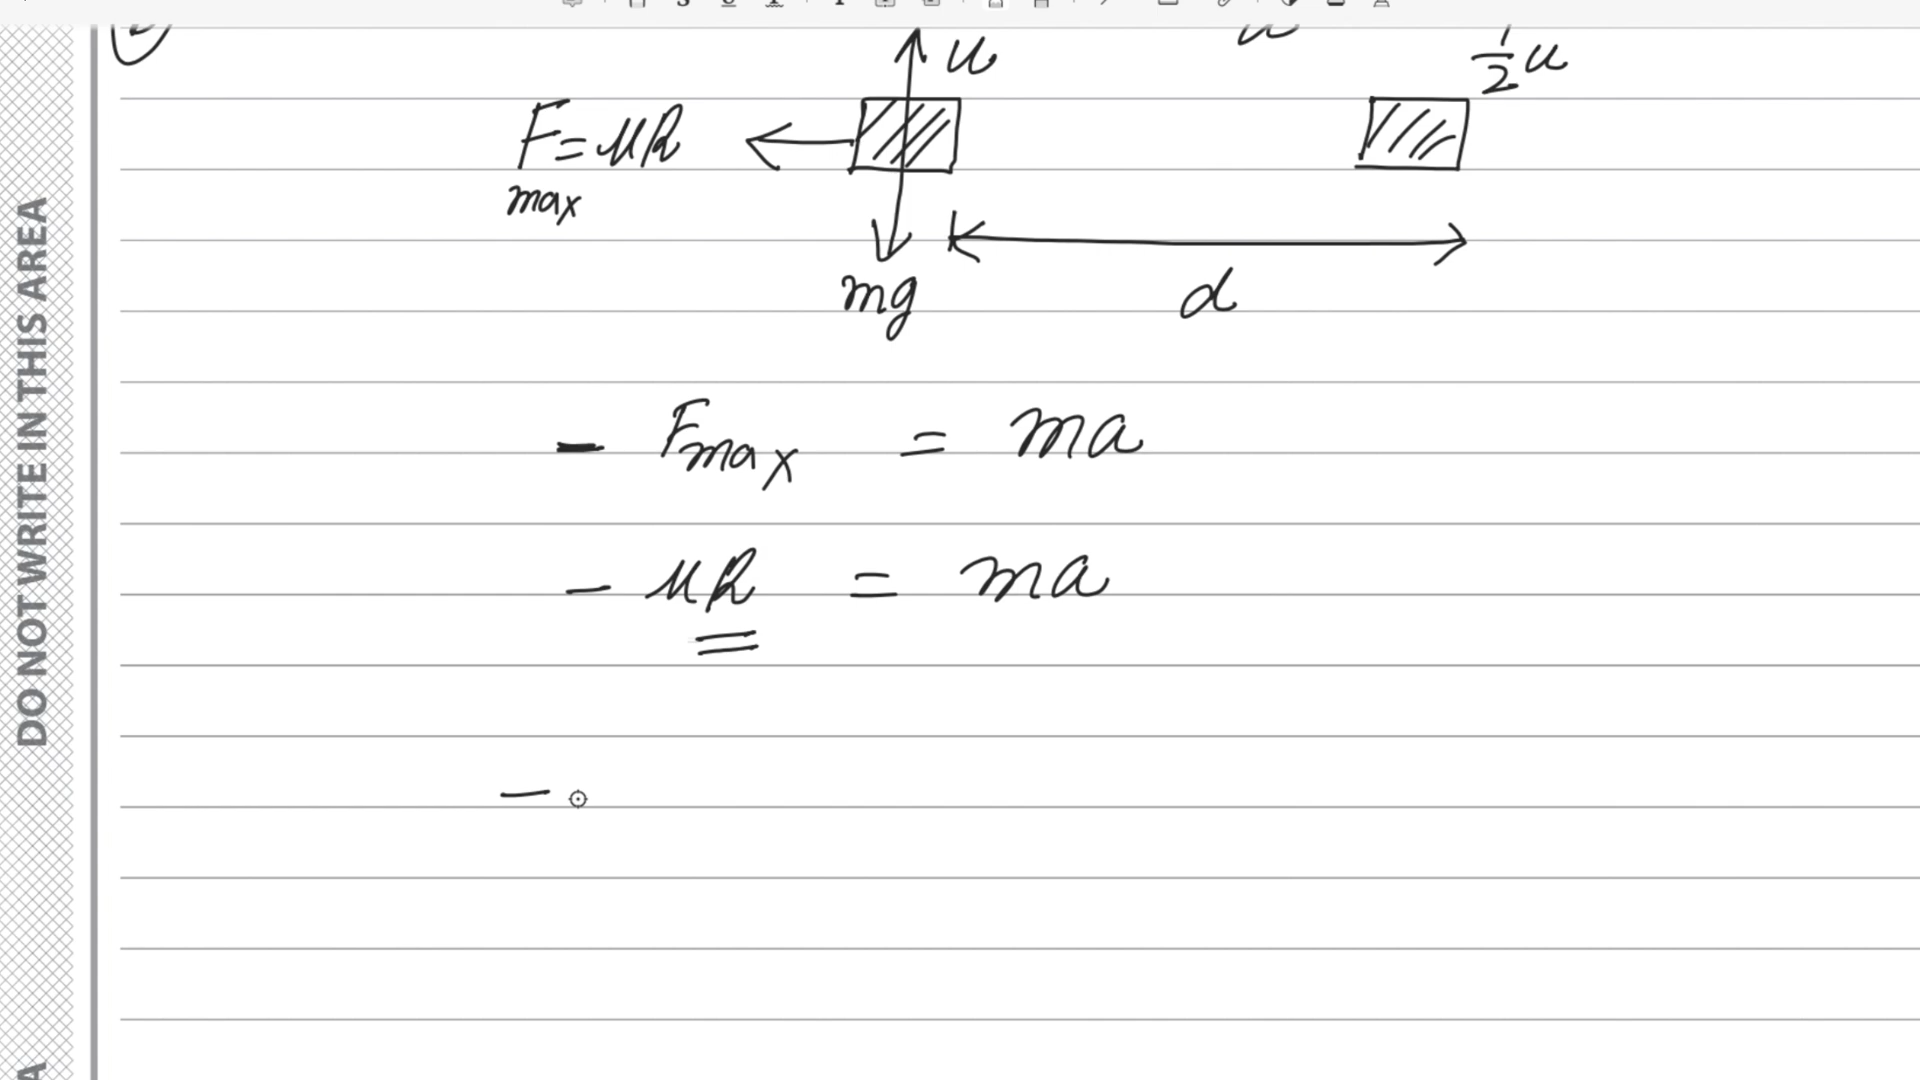 u
½u
F = μR
max
mg
d
- Fmax = ma
- μR = ma
-
DO NOT WRITE IN THIS AREA